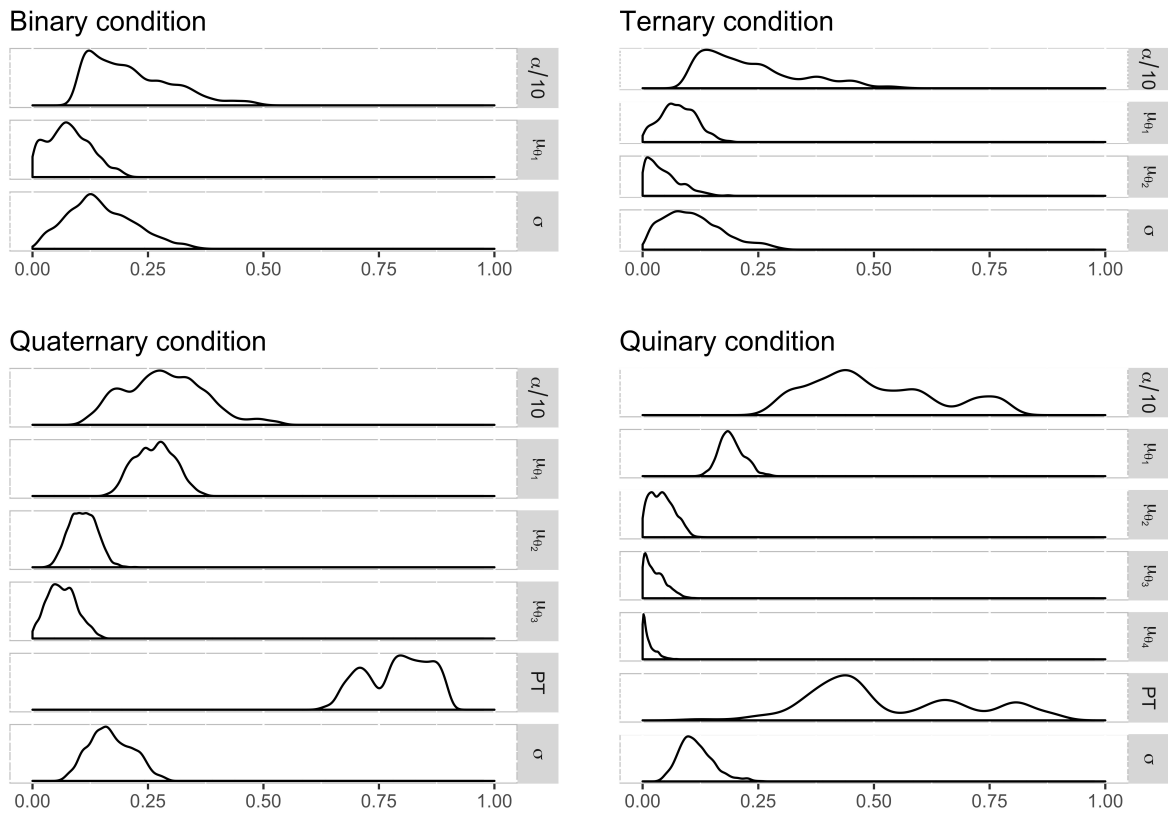 Binary condition
α/10
μθ₁
σ
0.00 0.25 0.50 0.75 1.00
Ternary condition
α/10
μθ₁
μθ₂
σ
0.00 0.25 0.50 0.75 1.00
Quaternary condition
α/10
μθ₁
μθ₂
μθ₃
PT
σ
0.00 0.25 0.50 0.75 1.00
Quinary condition
α/10
μθ₁
μθ₂
μθ₃
μθ₄
PT
σ
0.00 0.25 0.50 0.75 1.00